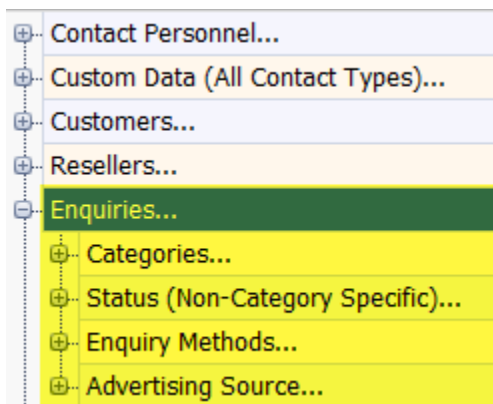 Contact Personnel...
Custom Data (All Contact Types)...
Customers...
Resellers...
Enquiries...
Categories...
Status (Non-Category Specific)...
Enquiry Methods...
Advertising Source...